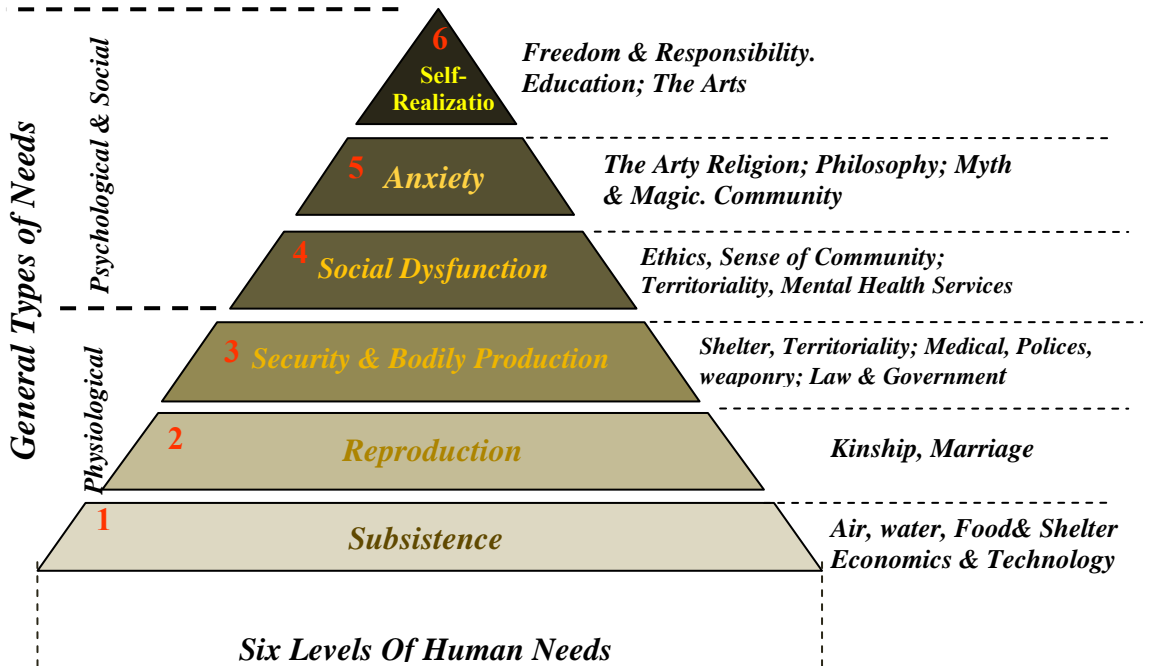 General Types of Needs
Psychological & Social
Physiological
6
Self-
Realizatio
Freedom & Responsibility.
Education; The Arts
5
Anxiety
The Arty Religion; Philosophy; Myth
& Magic. Community
4
Social Dysfunction
Ethics, Sense of Community;
Territoriality, Mental Health Services
3
Security & Bodily Production
Shelter, Territoriality; Medical, Polices,
weaponry; Law & Government
2
Reproduction
Kinship, Marriage
1
Subsistence
Air, water, Food& Shelter
Economics & Technology
Six Levels Of Human Needs